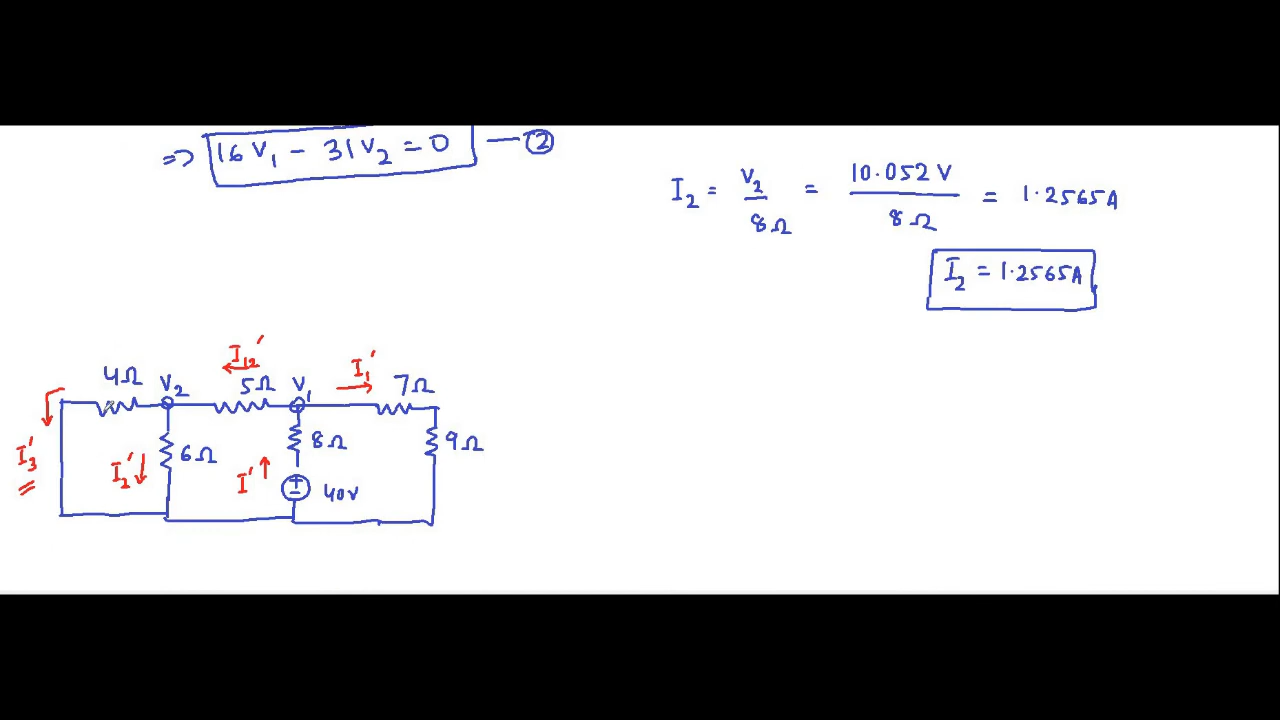 => 16 V₁ - 31 V₂ = 0 — ②
I₂ = V₂ / 8Ω = 10.052 V / 8Ω = 1.2565A
I₂ = 1.2565A
I₁₂' I₁'
4Ω V₂ 5Ω V₁ 7Ω
I₃' I₂' 6Ω I' 8Ω 9Ω
+ - 40V